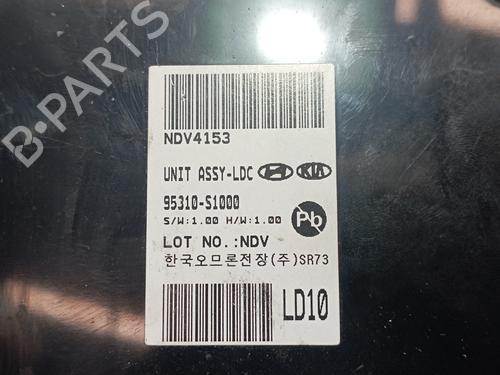 B-PARTS
NDV4153
UNIT ASSY-LDC KIA
95310-S1000
S/W:1.00 H/W:1.00
Pb
LOT NO.:NDV
한국오므론전장(주)SR73
LD10